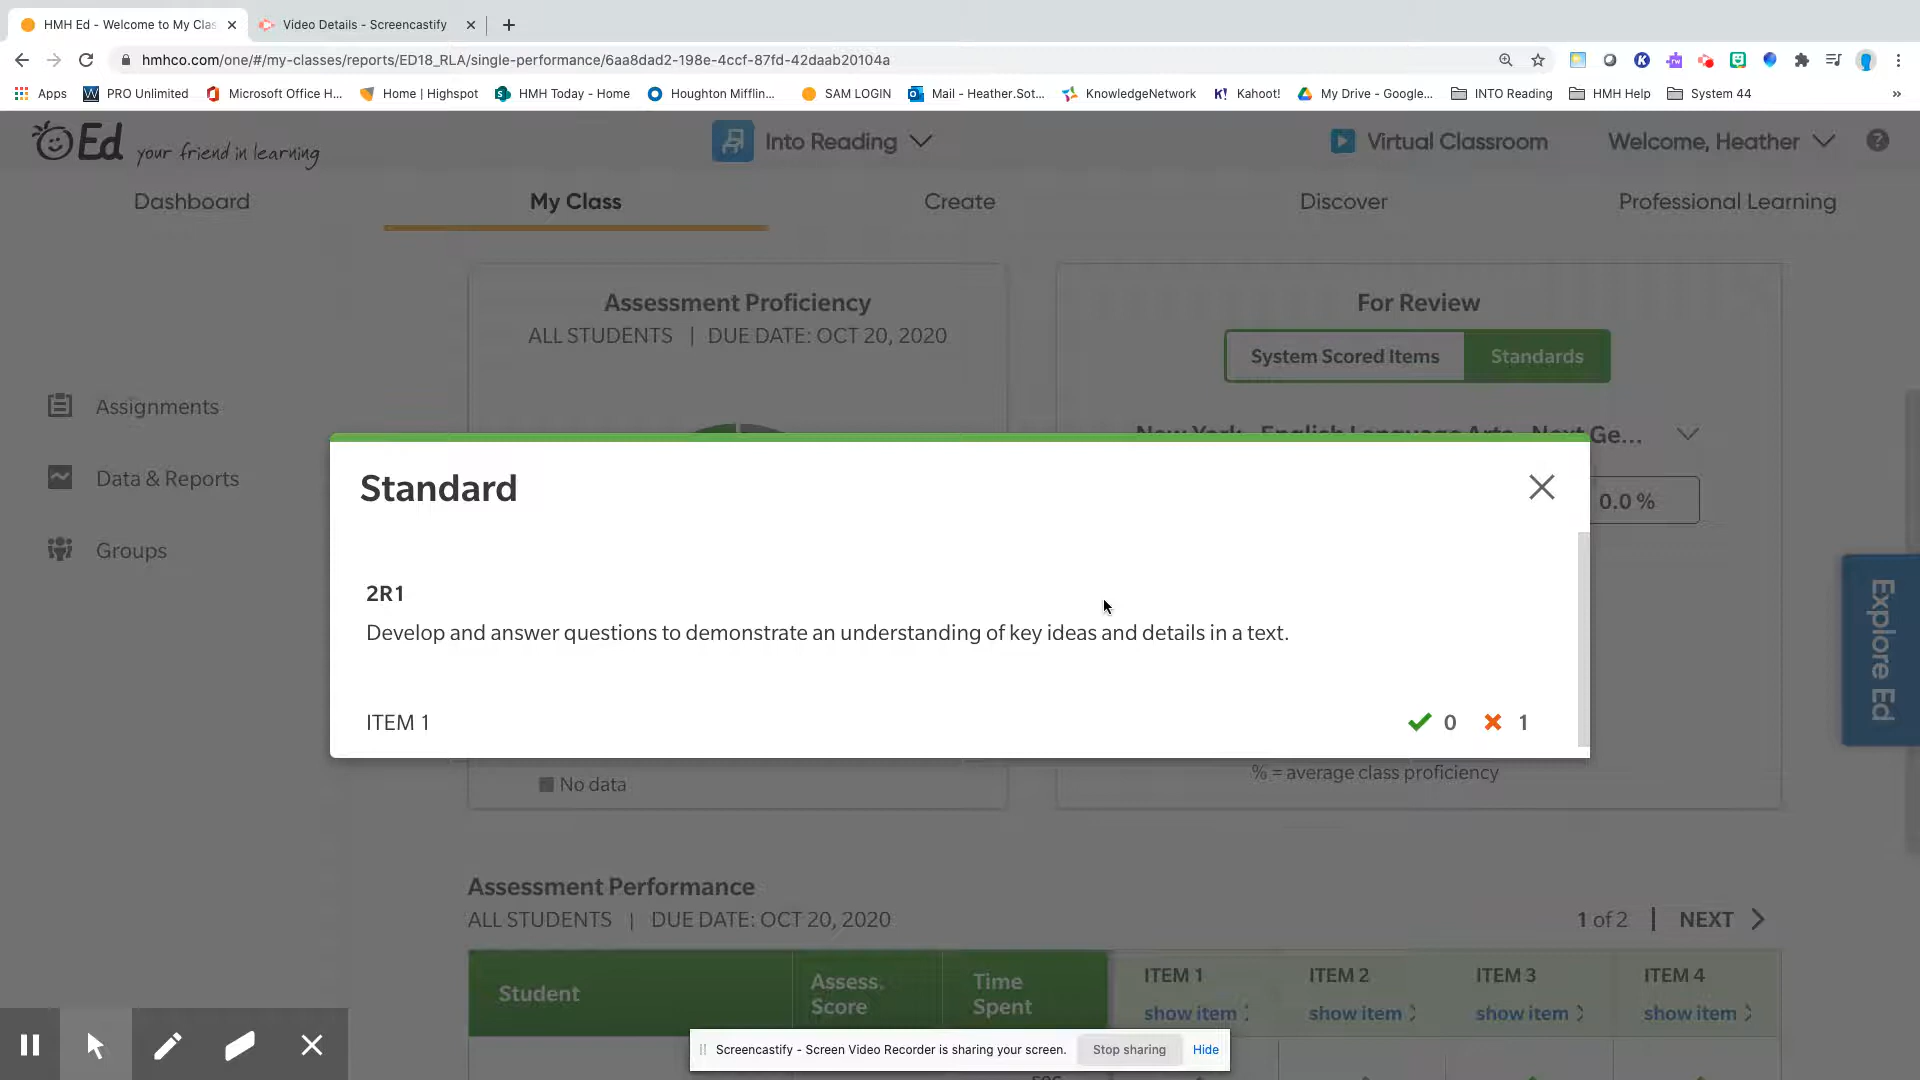 HMH Ed - Welcome to My Clas
Video Details - Screencastify
hmhco.com/one/#/my-classes/reports/ED18_RLA/single-performance/6aa8dad2-198e-4ccf-87fd-42daab20104a
Apps
PRO Unlimited
Microsoft Office H...
Home | Highspot
HMH Today - Home
Houghton Mifflin...
SAM LOGIN
Mail - Heather.Sot...
KnowledgeNetwork
K! Kahoot!
My Drive - Google...
INTO Reading
HMH Help
System 44
»
Ed your friend in learning
Into Reading
Virtual Classroom
Welcome, Heather
?
Dashboard
My Class
Create
Discover
Professional Learning
Assignments
Data & Reports
Groups
Assessment Proficiency
ALL STUDENTS | DUE DATE: OCT 20, 2020
For Review
System Scored Items
Standards
New York - English Language Arts - Next Ge...
0.0 %
Standard
2R1
Develop and answer questions to demonstrate an understanding of key ideas and details in a text.
ITEM 1
0
1
No data
% = average class proficiency
Explore Ed
Assessment Performance
ALL STUDENTS | DUE DATE: OCT 20, 2020
1 of 2 | NEXT
Student
Assess. Score
Time Spent
ITEM 1
show item
ITEM 2
show item
ITEM 3
show item
ITEM 4
show item
Screencastify - Screen Video Recorder is sharing your screen.
Stop sharing
Hide